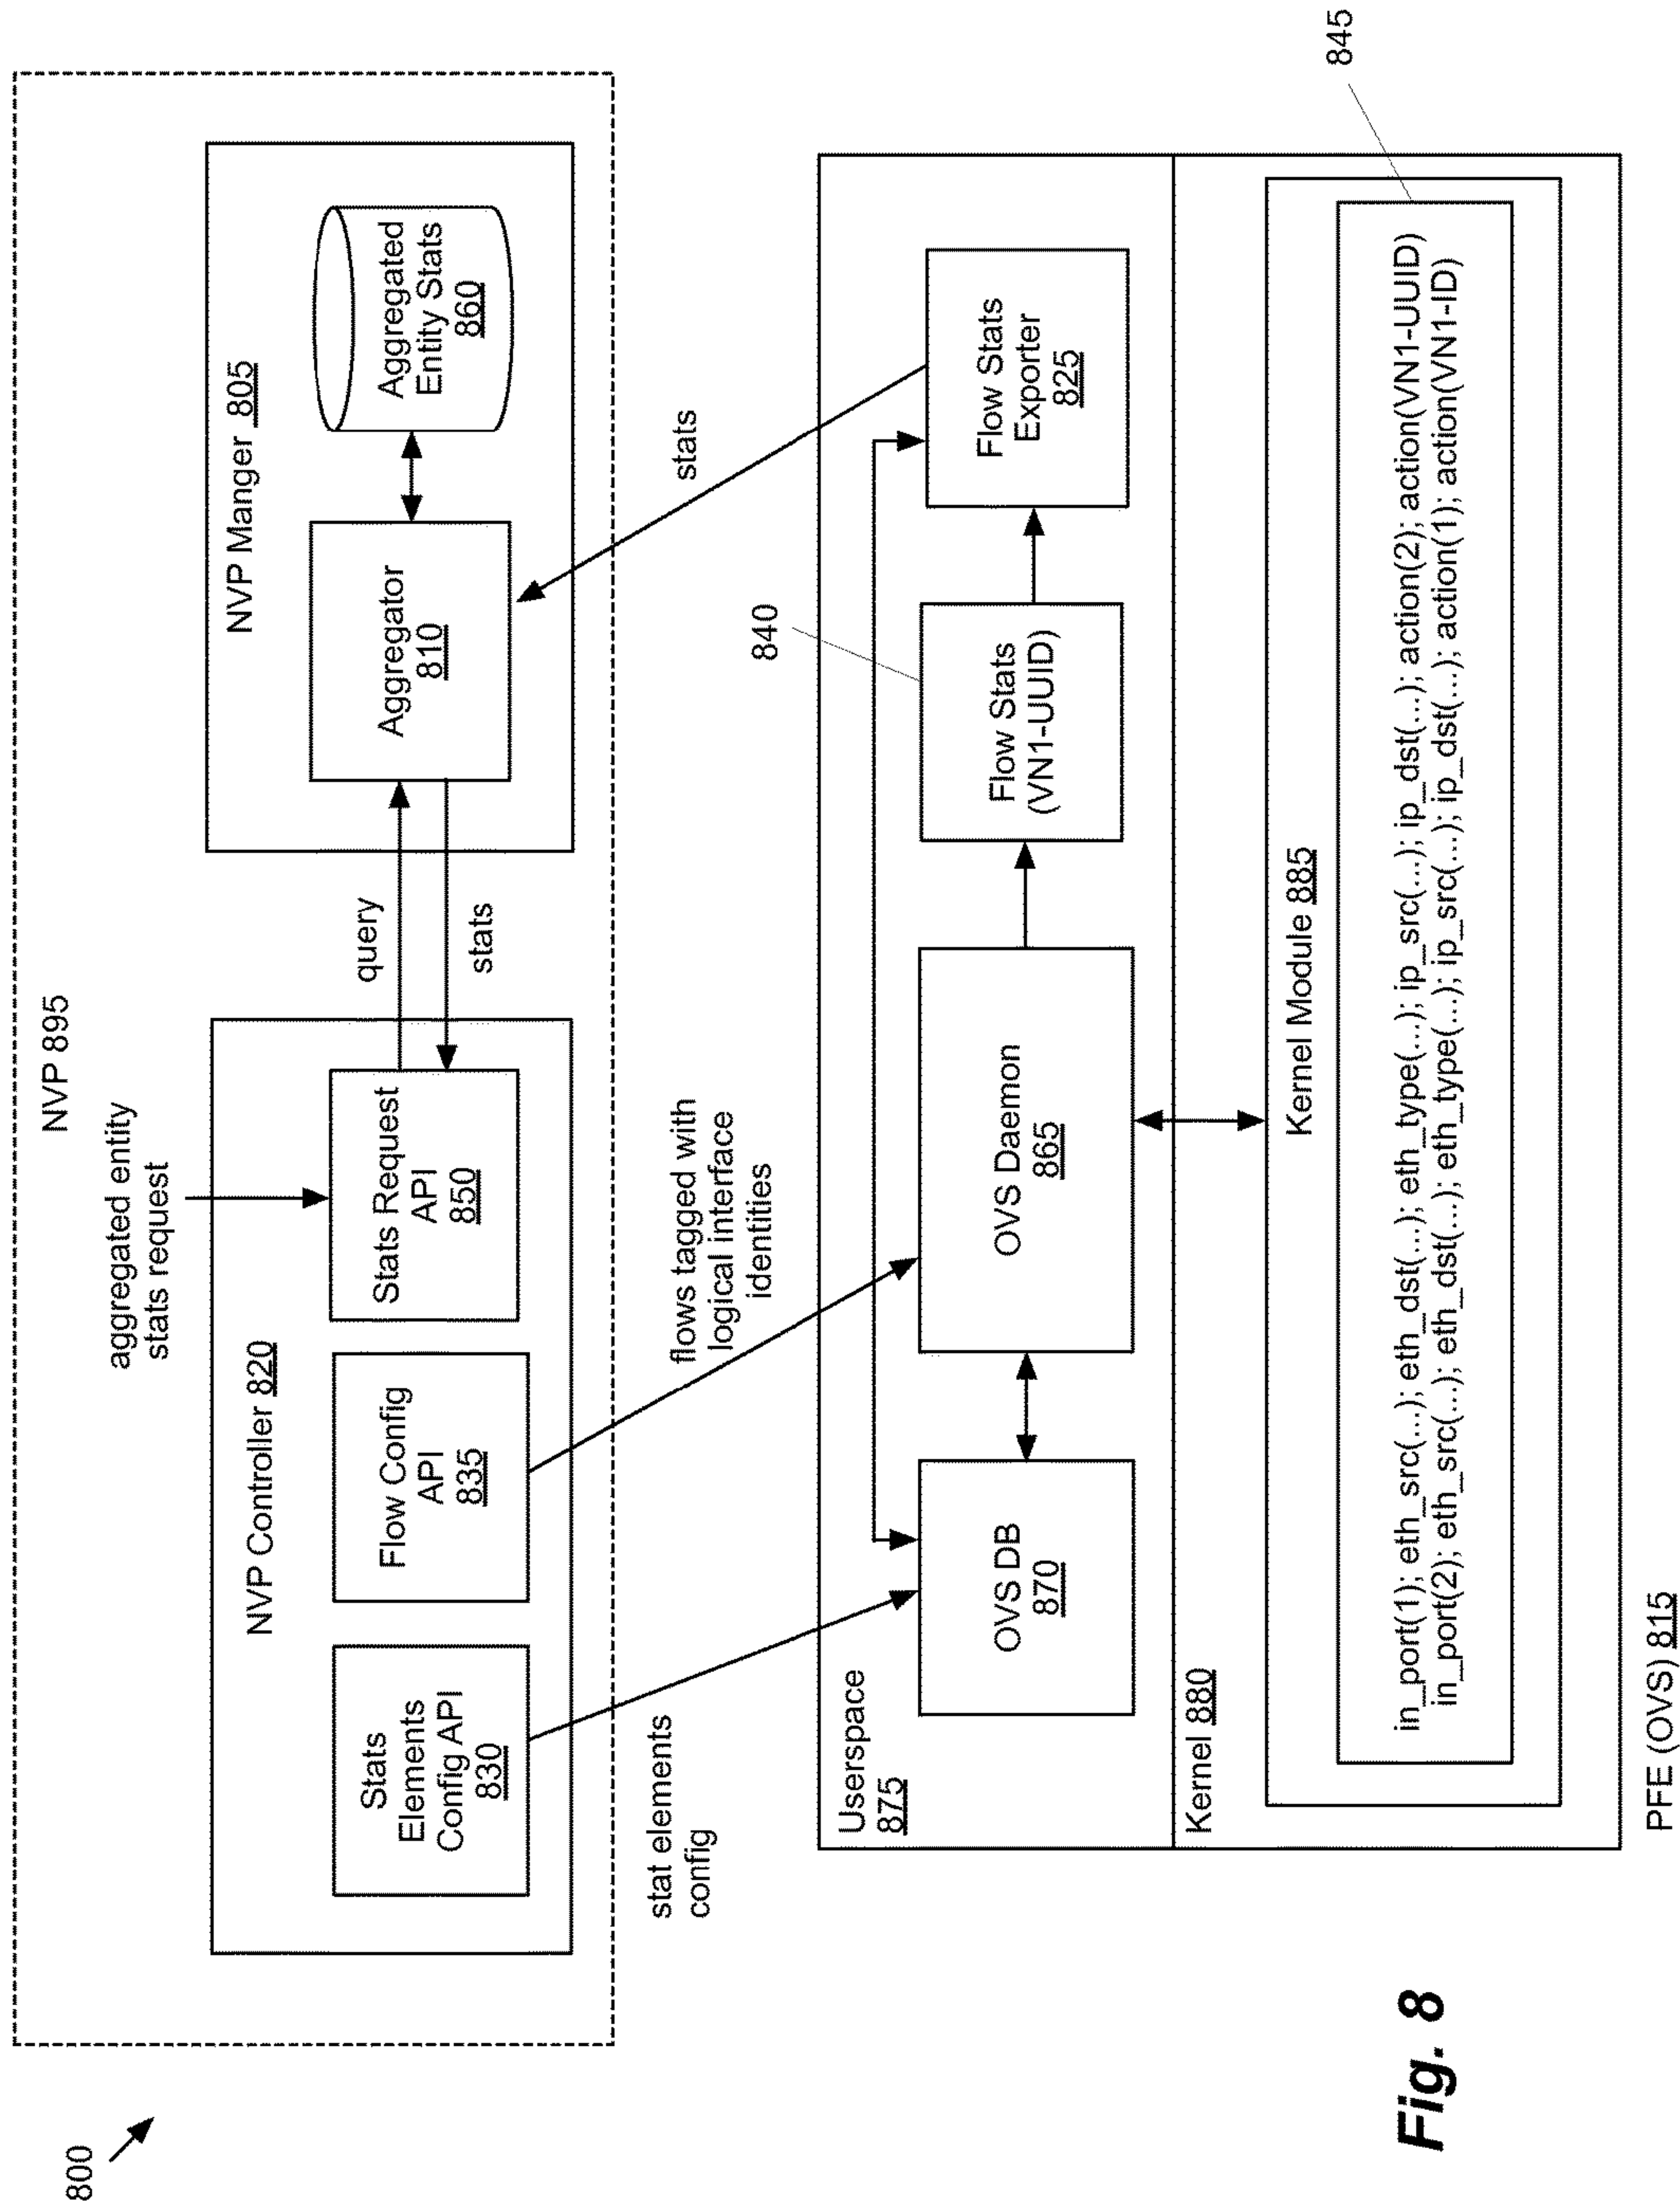 800
NVP 895
aggregated entity
stats request
NVP Controller 820
Stats
Elements
Config API
830
Flow Config
API
835
Stats Request
API
850
query
stats
NVP Manger 805
Aggregator
810
Aggregated
Entity Stats
860
stat elements
config
flows tagged with
logical interface
identities
stats
840
Userspace
875
OVS DB
870
OVS Daemon
865
Flow Stats
(VN1-UUID)
Flow Stats
Exporter
825
Kernel 880
Kernel Module 885
845
in_port(1); eth_src(...); eth_dst(...); eth_type(...); ip_src(...); ip_dst(...); action(2); action(VN1-UUID)
in_port(2); eth_src(...); eth_dst(...); eth_type(...); ip_src(...); ip_dst(...); action(1); action(VN1-ID)
PFE (OVS) 815
Fig. 8